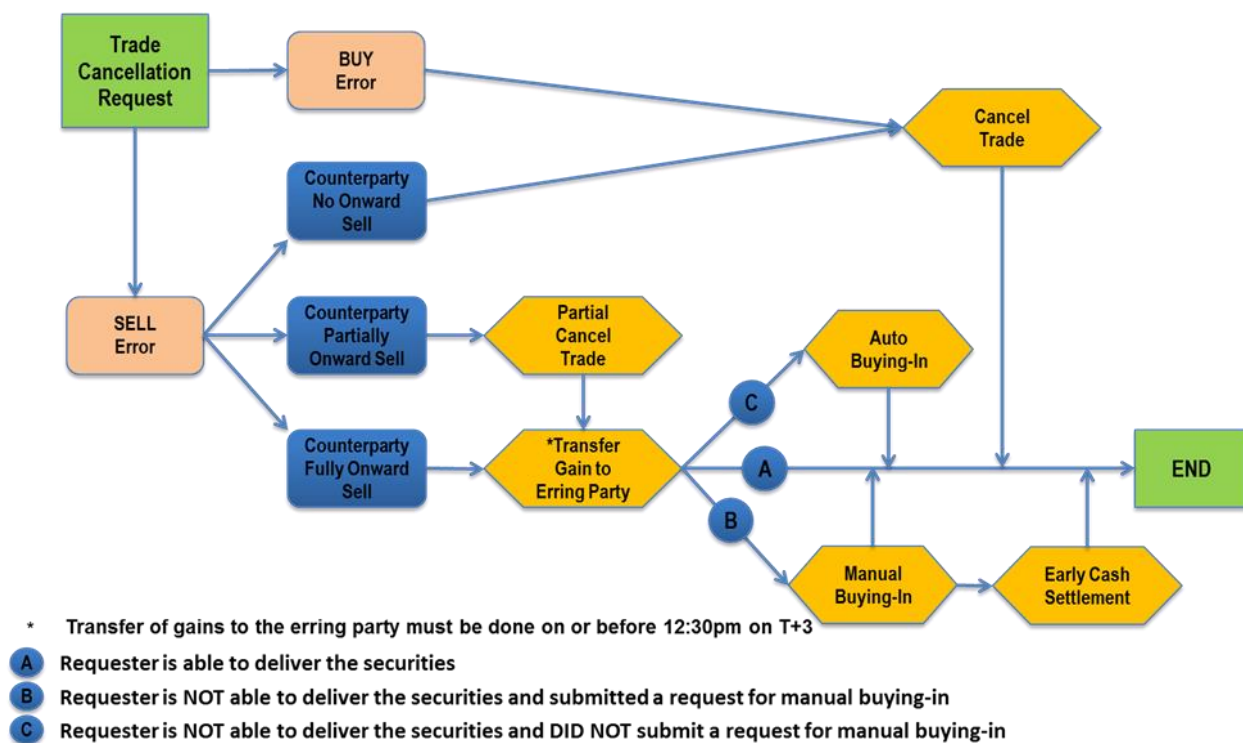 Trade
Cancellation
Request
BUY
Error
Cancel
Trade
Counterparty
No Onward
Sell
SELL
Error
Counterparty
Partially
Onward Sell
Partial
Cancel
Trade
Auto
Buying-In
C
Counterparty
Fully Onward
Sell
*Transfer
Gain to
Erring Party
A
END
B
Manual
Buying-In
Early Cash
Settlement
* Transfer of gains to the erring party must be done on or before 12:30pm on T+3
A Requester is able to deliver the securities
B Requester is NOT able to deliver the securities and submitted a request for manual buying-in
C Requester is NOT able to deliver the securities and DID NOT submit a request for manual buying-in